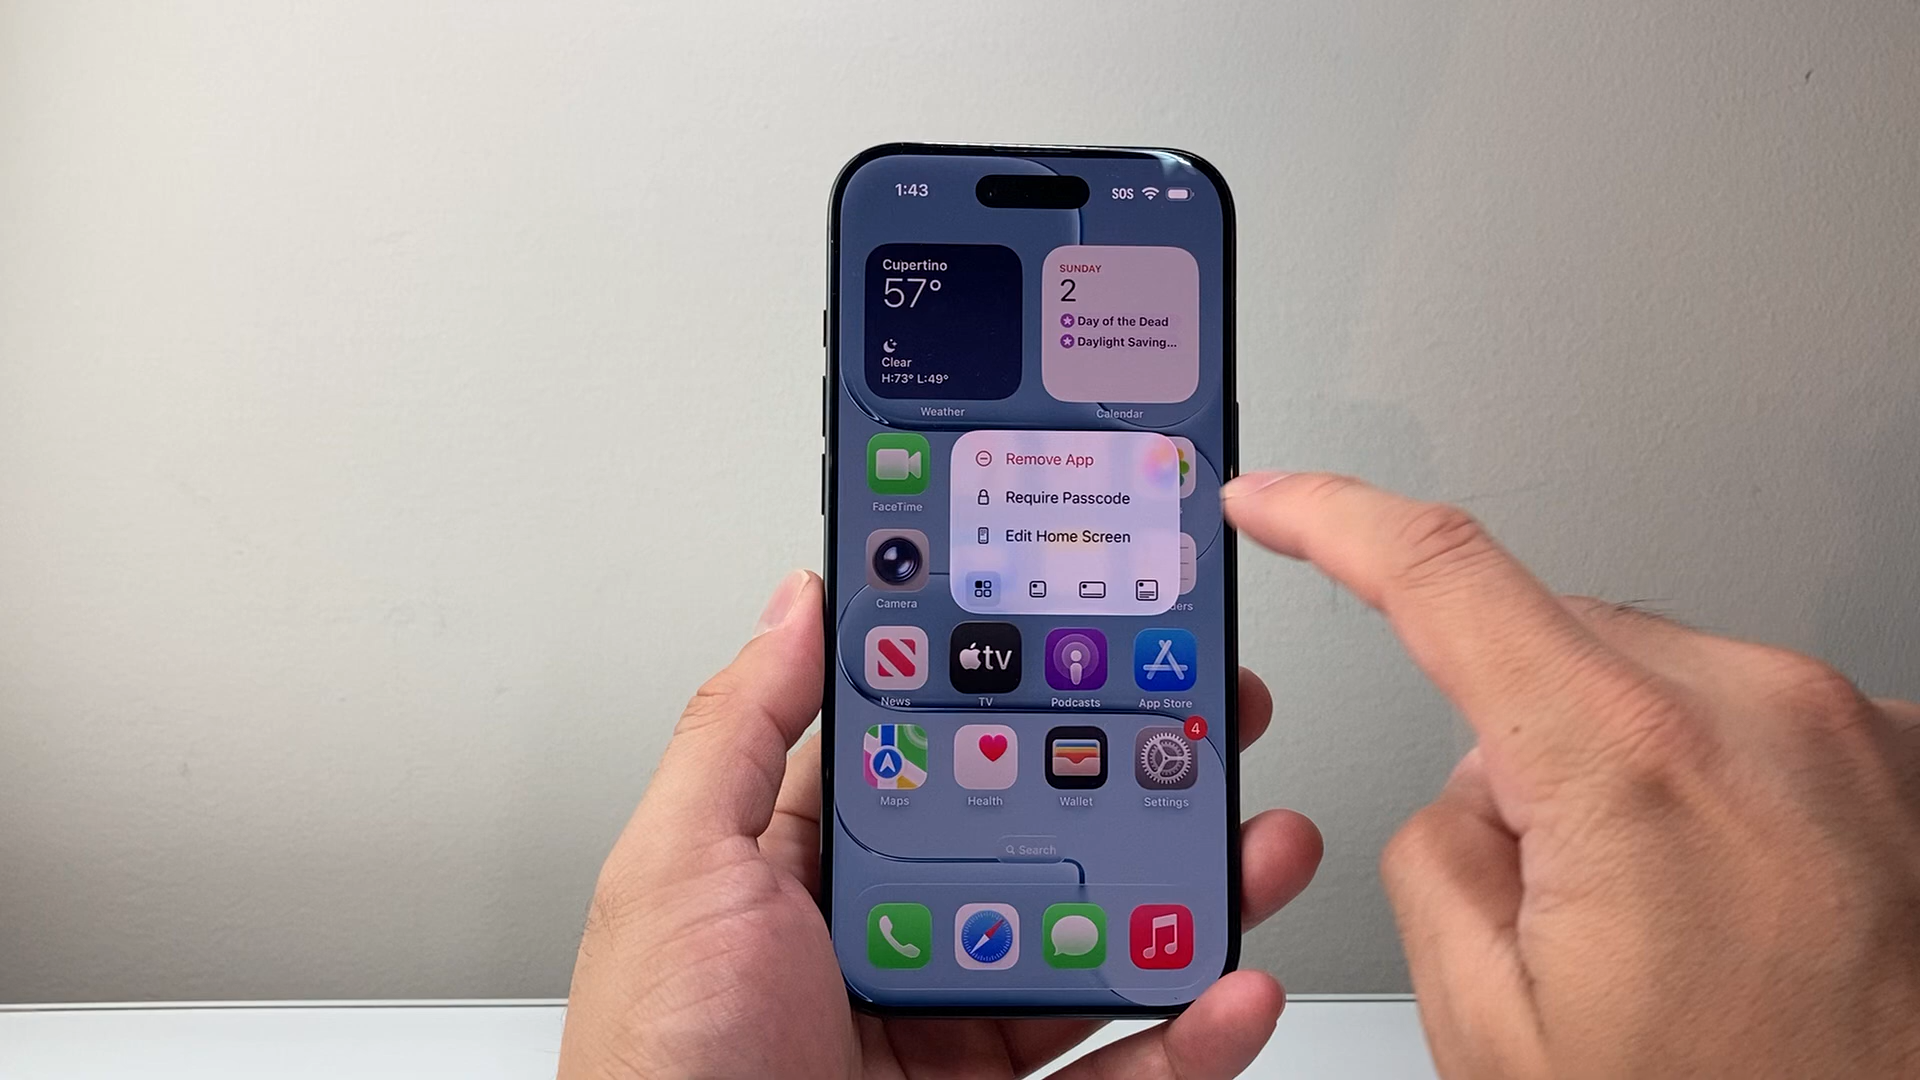 1:43
SOS
Cupertino
57°
Clear
H:73° L:49°
Weather
SUNDAY
2
Day of the Dead
Daylight Saving...
Calendar
Remove App
Require Passcode
Edit Home Screen
FaceTime
Camera
ders
News
tv
TV
Podcasts
App Store
4
Maps
Health
Wallet
Settings
Search